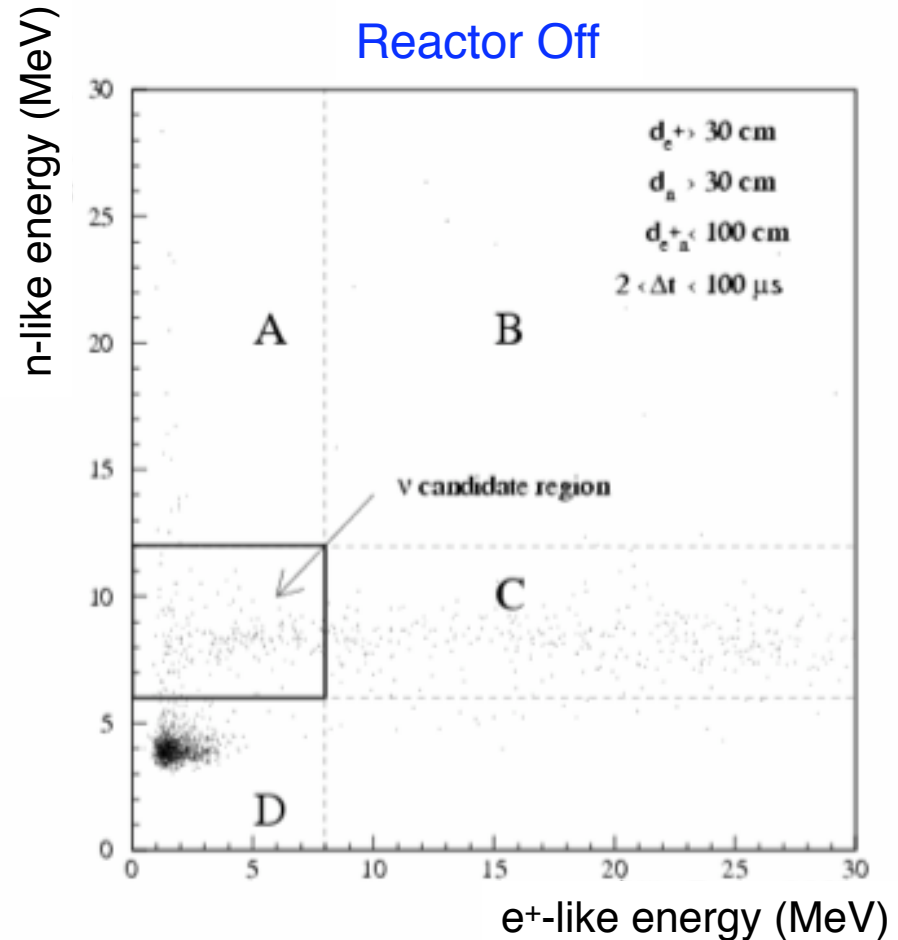 Reactor Off
n-like energy (MeV)
30
25
20
15
10
5
0
d_e+ > 30 cm
d_n > 30 cm
d_e+n < 100 cm
2 < Δt < 100 μs
A
B
ν candidate region
C
D
0
5
10
15
20
25
30
e⁺-like energy (MeV)